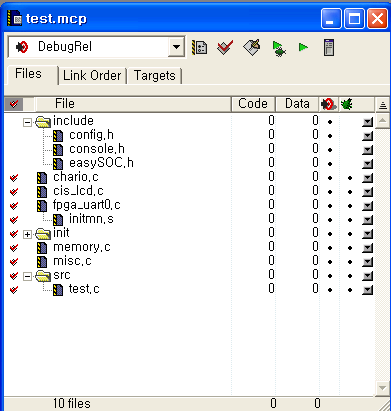 test.mcp
DebugRel
Files Link Order Targets
File Code Data
include 0 0
config.h 0 0
console.h 0 0
easySOC.h 0 0
chario.c 0 0
cis_lcd.c 0 0
fpga_uart0.c 0 0
initmn.s 0 0
init 0 0
memory.c 0 0
misc.c 0 0
src 0 0
test.c 0 0
10 files 0 0